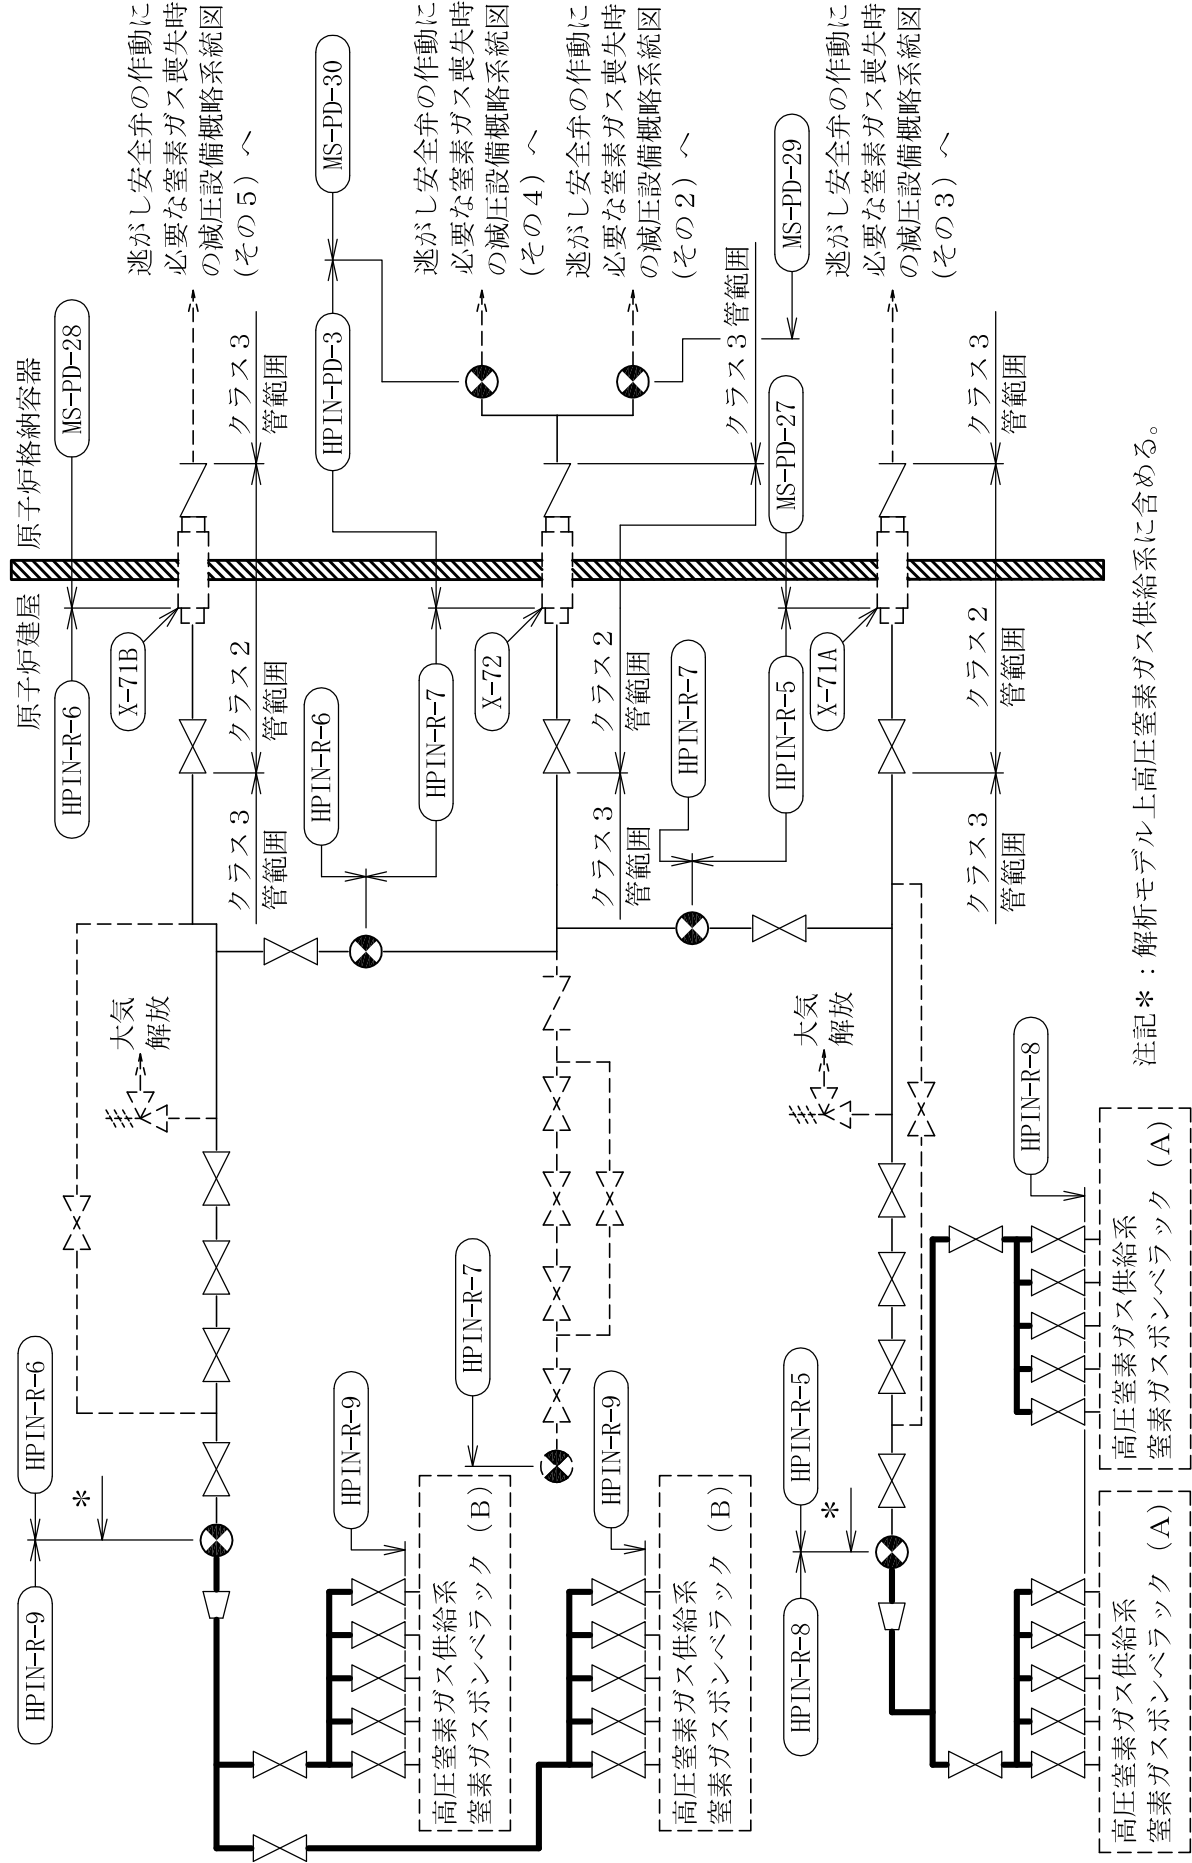 原子炉建屋
原子炉格納容器
HPIN-R-9
HPIN-R-6
*
HPIN-R-6
MS-PD-28
X-71B
大気
解放
クラス3
管範囲
クラス2
管範囲
クラス3
管範囲
逃がし安全弁の作動に
必要な窒素ガス喪失時
の減圧設備概略系統図
(その5) へ
HPIN-R-6
HPIN-R-7
HPIN-PD-3
MS-PD-30
逃がし安全弁の作動に
必要な窒素ガス喪失時
の減圧設備概略系統図
(その4) へ
HPIN-R-9
高圧窒素ガス供給系
窒素ガスボンベラック (B)
HPIN-R-7
X-72
逃がし安全弁の作動に
必要な窒素ガス喪失時
の減圧設備概略系統図
(その2) へ
クラス3
管範囲
クラス2
管範囲
クラス3管範囲
HPIN-R-9
高圧窒素ガス供給系
窒素ガスボンベラック (B)
HPIN-R-7
MS-PD-29
HPIN-R-8
HPIN-R-5
*
HPIN-R-5
MS-PD-27
X-71A
大気
解放
逃がし安全弁の作動に
必要な窒素ガス喪失時
の減圧設備概略系統図
(その3) へ
クラス3
管範囲
クラス2
管範囲
クラス3
管範囲
HPIN-R-8
高圧窒素ガス供給系
窒素ガスボンベラック (A)
高圧窒素ガス供給系
窒素ガスボンベラック (A)
注記*：解析モデル上高圧窒素ガス供給系に含める。